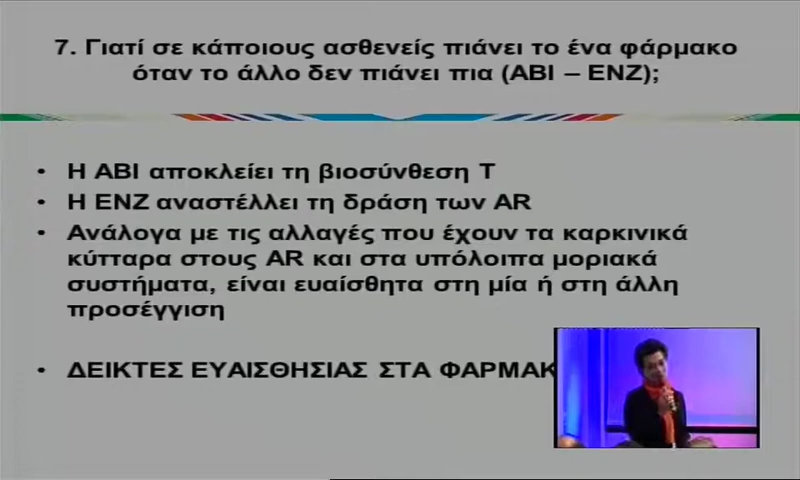 7. Γιατί σε κάποιους ασθενείς πιάνει το ένα φάρμακο
όταν το άλλο δεν πιάνει πια (ABI – ENZ);
• Η ABI αποκλείει τη βιοσύνθεση Τ
• Η ENZ αναστέλλει τη δράση των AR
• Ανάλογα με τις αλλαγές που έχουν τα καρκινικά
κύτταρα στους AR και στα υπόλοιπα μοριακά
συστήματα, είναι ευαίσθητα στη μία ή στη άλλη
προσέγγιση
• ΔΕΙΚΤΕΣ ΕΥΑΙΣΘΗΣΙΑΣ ΣΤΑ